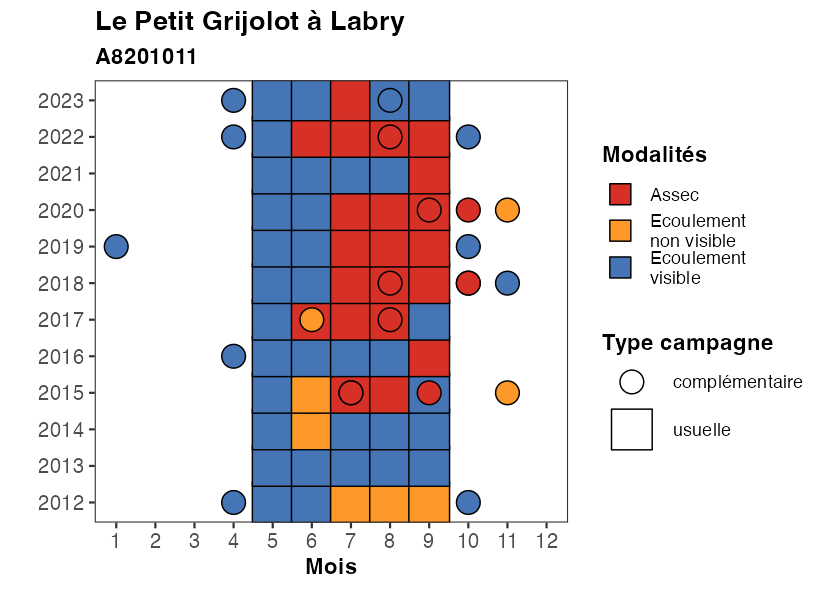 Le Petit Grijolot à Labry
A8201011
2023
2022
2021
2020
2019
2018
2017
2016
2015
2014
2013
2012
1 2 3 4 5 6 7 8 9 10 11 12
Mois
Modalités
Assec
Ecoulement
non visible
Ecoulement
visible
Type campagne
complémentaire
usuelle